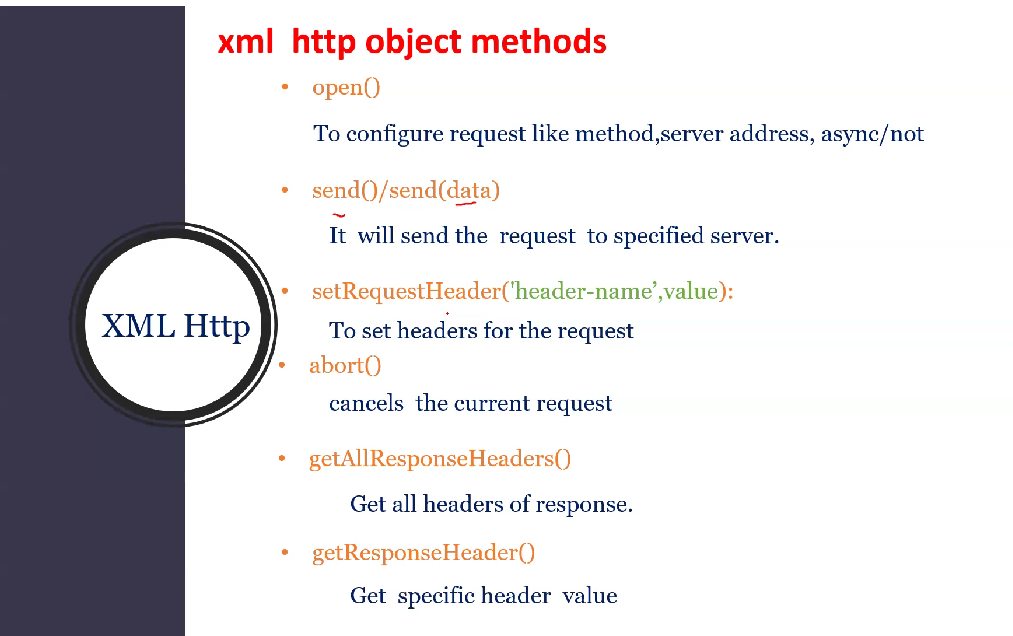 xml http object methods
• open()
To configure request like method,server address, async/not
• send()/send(data)
It will send the request to specified server.
• setRequestHeader('header-name’,value):
To set headers for the request
XML Http
• abort()
cancels the current request
• getAllResponseHeaders()
Get all headers of response.
• getResponseHeader()
Get specific header value